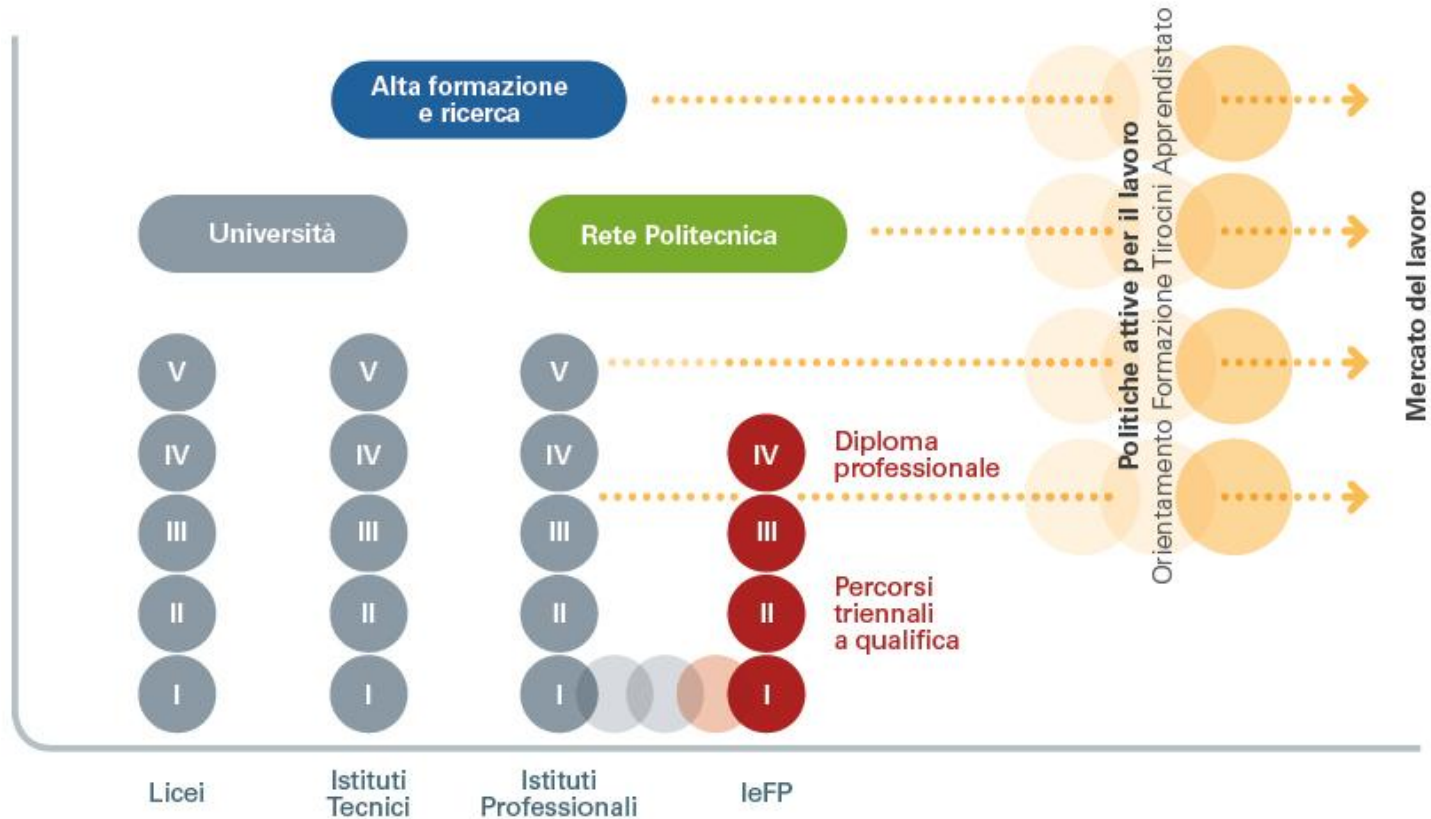 Alta formazione
e ricerca
Università
Rete Politecnica
V
V
V
IV
IV
IV
IV
Diploma
professionale
III
III
III
III
II
II
II
II
Percorsi
triennali
a qualifica
I
I
I
I
Licei
Istituti
Tecnici
Istituti
Professionali
IeFP
Politiche attive per il lavoro
Orientamento Formazione Tirocini Apprendistato
Mercato del lavoro